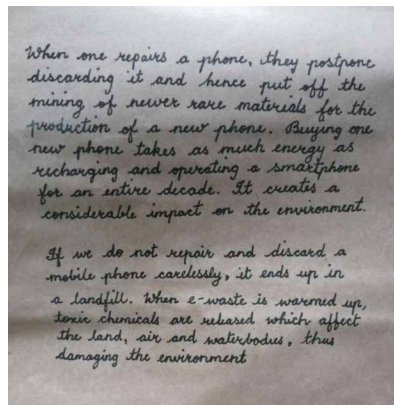 When one repairs a phone, they postpone
discarding it and hence put off the
mining of newer rare materials for the
production of a new phone. Buying one
new phone takes as much energy as
recharging and operating a smartphone
for an entire decade. It creates a
considerable impact on the environment.
If we do not repair and discard a
mobile phone carelessly, it ends up in
a landfill. When e-waste is warmed up,
toxic chemicals are released which affect
the land, air and waterbodies, thus
damaging the environment